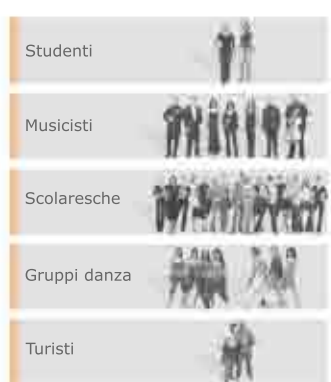 Studenti
Musicisti
Scolaresche
Gruppi danza
Turisti